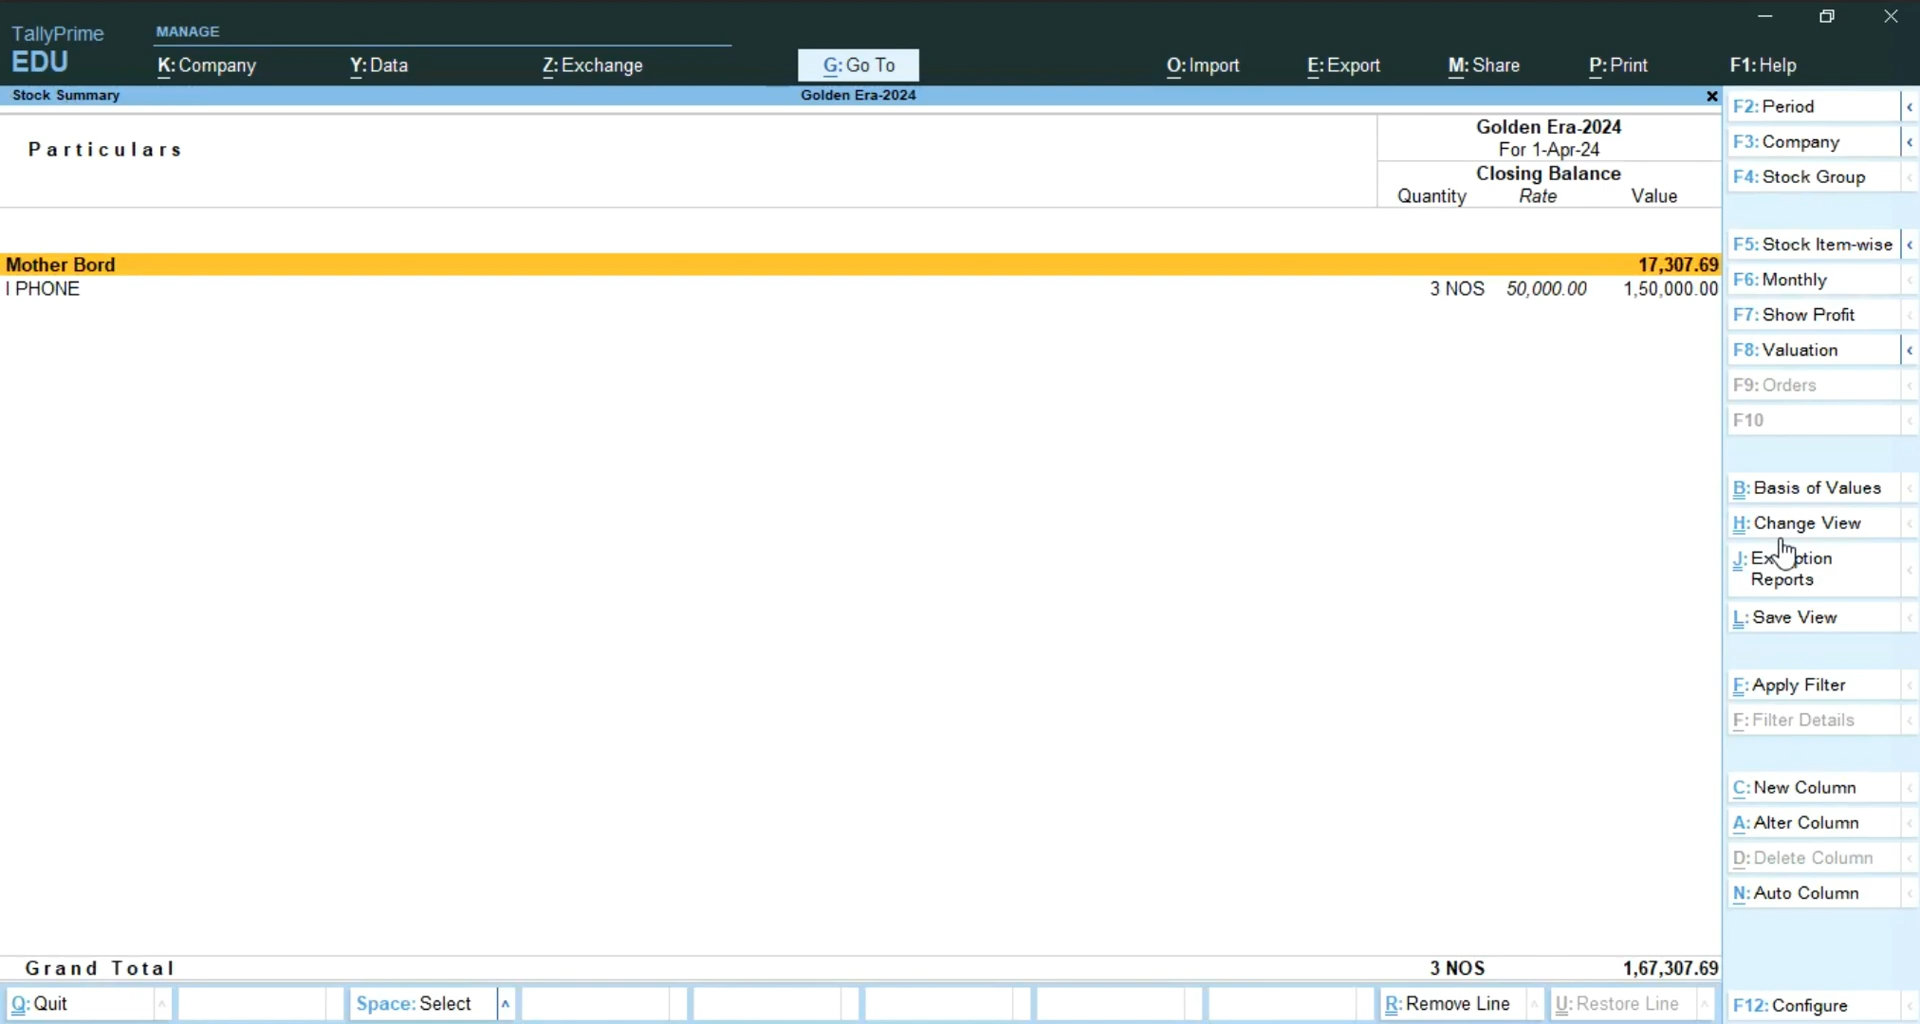 TallyPrime
EDU
MANAGE
K: Company Y: Data Z: Exchange G: Go To O: Import E: Export M: Share P: Print F1: Help
Stock Summary Golden Era-2024 x
Particulars
Golden Era-2024
For 1-Apr-24
Closing Balance
Quantity Rate Value
Mother Bord 17,307.69
I PHONE 3 NOS 50,000.00 1,50,000.00
Grand Total 3 NOS 1,67,307.69
Q: Quit Space: Select R: Remove Line U: Restore Line
F2: Period
F3: Company
F4: Stock Group
F5: Stock Item-wise
F6: Monthly
F7: Show Profit
F8: Valuation
F9: Orders
F10
B: Basis of Values
H: Change View
J: Exception
Reports
L: Save View
F: Apply Filter
F: Filter Details
C: New Column
A: Alter Column
D: Delete Column
N: Auto Column
F12: Configure